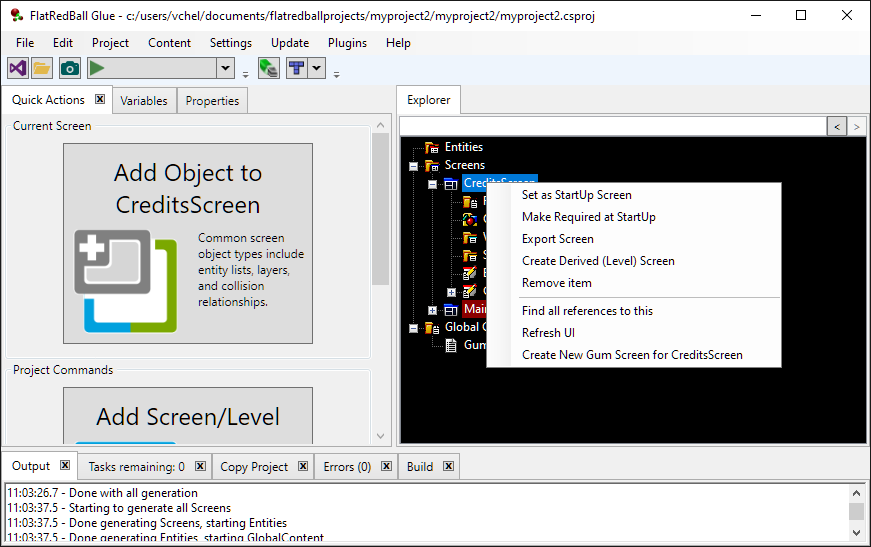 FlatRedBall Glue - c:/users/vchel/documents/flatredballprojects/myproject2/myproject2/myproject2.csproj
File Edit Project Content Settings Update Plugins Help
Quick Actions Variables Properties
Explorer
Current Screen
Add Object to
CreditsScreen
Common screen
object types include
entity lists, layers,
and collision
relationships.
Project Commands
Add Screen/Level
< >
Entities
Screens
CreditsScreen
Set as StartUp Screen
Make Required at StartUp
Export Screen
Create Derived (Level) Screen
Remove item
Find all references to this
Refresh UI
Create New Gum Screen for CreditsScreen
Main
Global
Gum
Output Tasks remaining: 0 Copy Project Errors (0) Build
11:03:26.7 - Done with all generation
11:03:37.5 - Starting to generate all Screens
11:03:37.5 - Done generating Screens, starting Entities
11:03:37.5 - Done generating Entities, starting GlobalContent